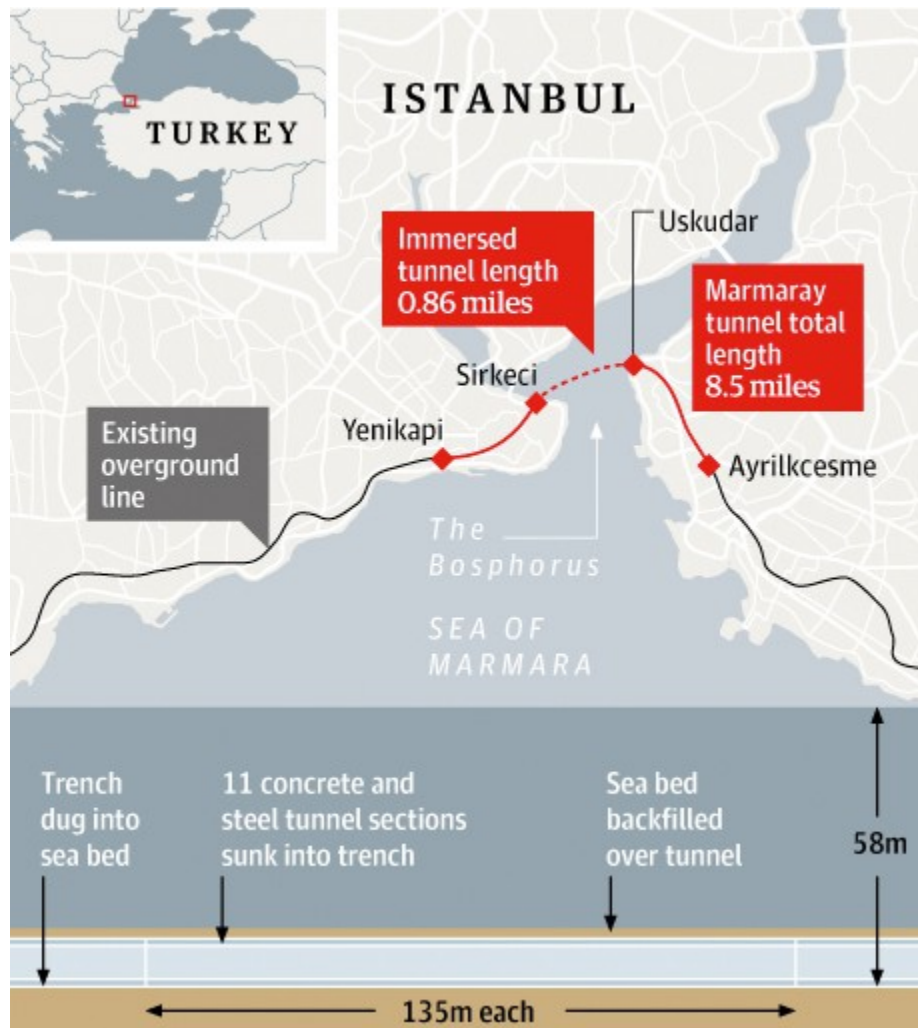 TURKEY
ISTANBUL
Uskudar
Immersed
tunnel length
0.86 miles
Marmaray
tunnel total
length
8.5 miles
Sirkeci
Yenikapi
Existing
overground
line
Ayrilkcesme
The
Bosphorus
SEA OF
MARMARA
Trench
dug into
sea bed
11 concrete and
steel tunnel sections
sunk into trench
Sea bed
backfilled
over tunnel
58m
135m each